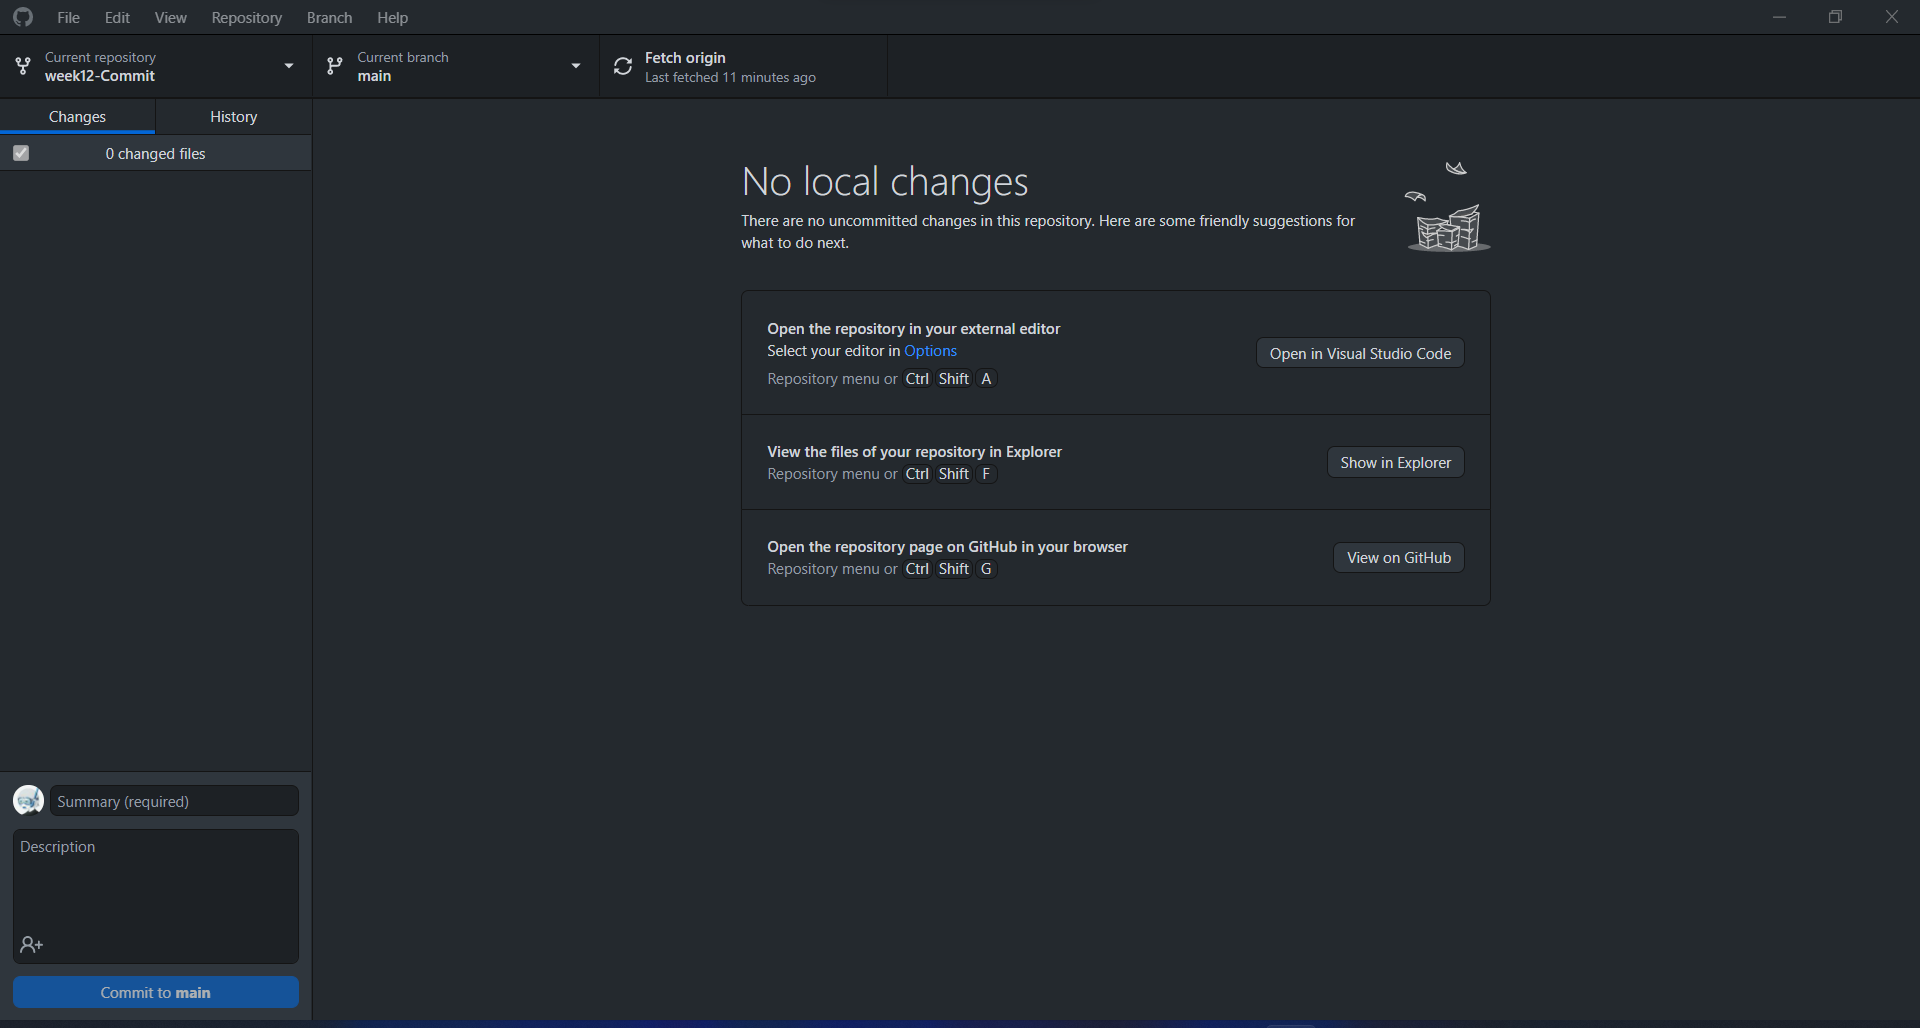 File Edit View Repository Branch Help
Current repository
week12-Commit
Current branch
main
Fetch origin
Last fetched 11 minutes ago
Changes
History
0 changed files
No local changes
There are no uncommitted changes in this repository. Here are some friendly suggestions for
what to do next.
Open the repository in your external editor
Select your editor in Options
Repository menu or Ctrl Shift A
Open in Visual Studio Code
View the files of your repository in Explorer
Repository menu or Ctrl Shift F
Show in Explorer
Open the repository page on GitHub in your browser
Repository menu or Ctrl Shift G
View on GitHub
Summary (required)
Description
Commit to main